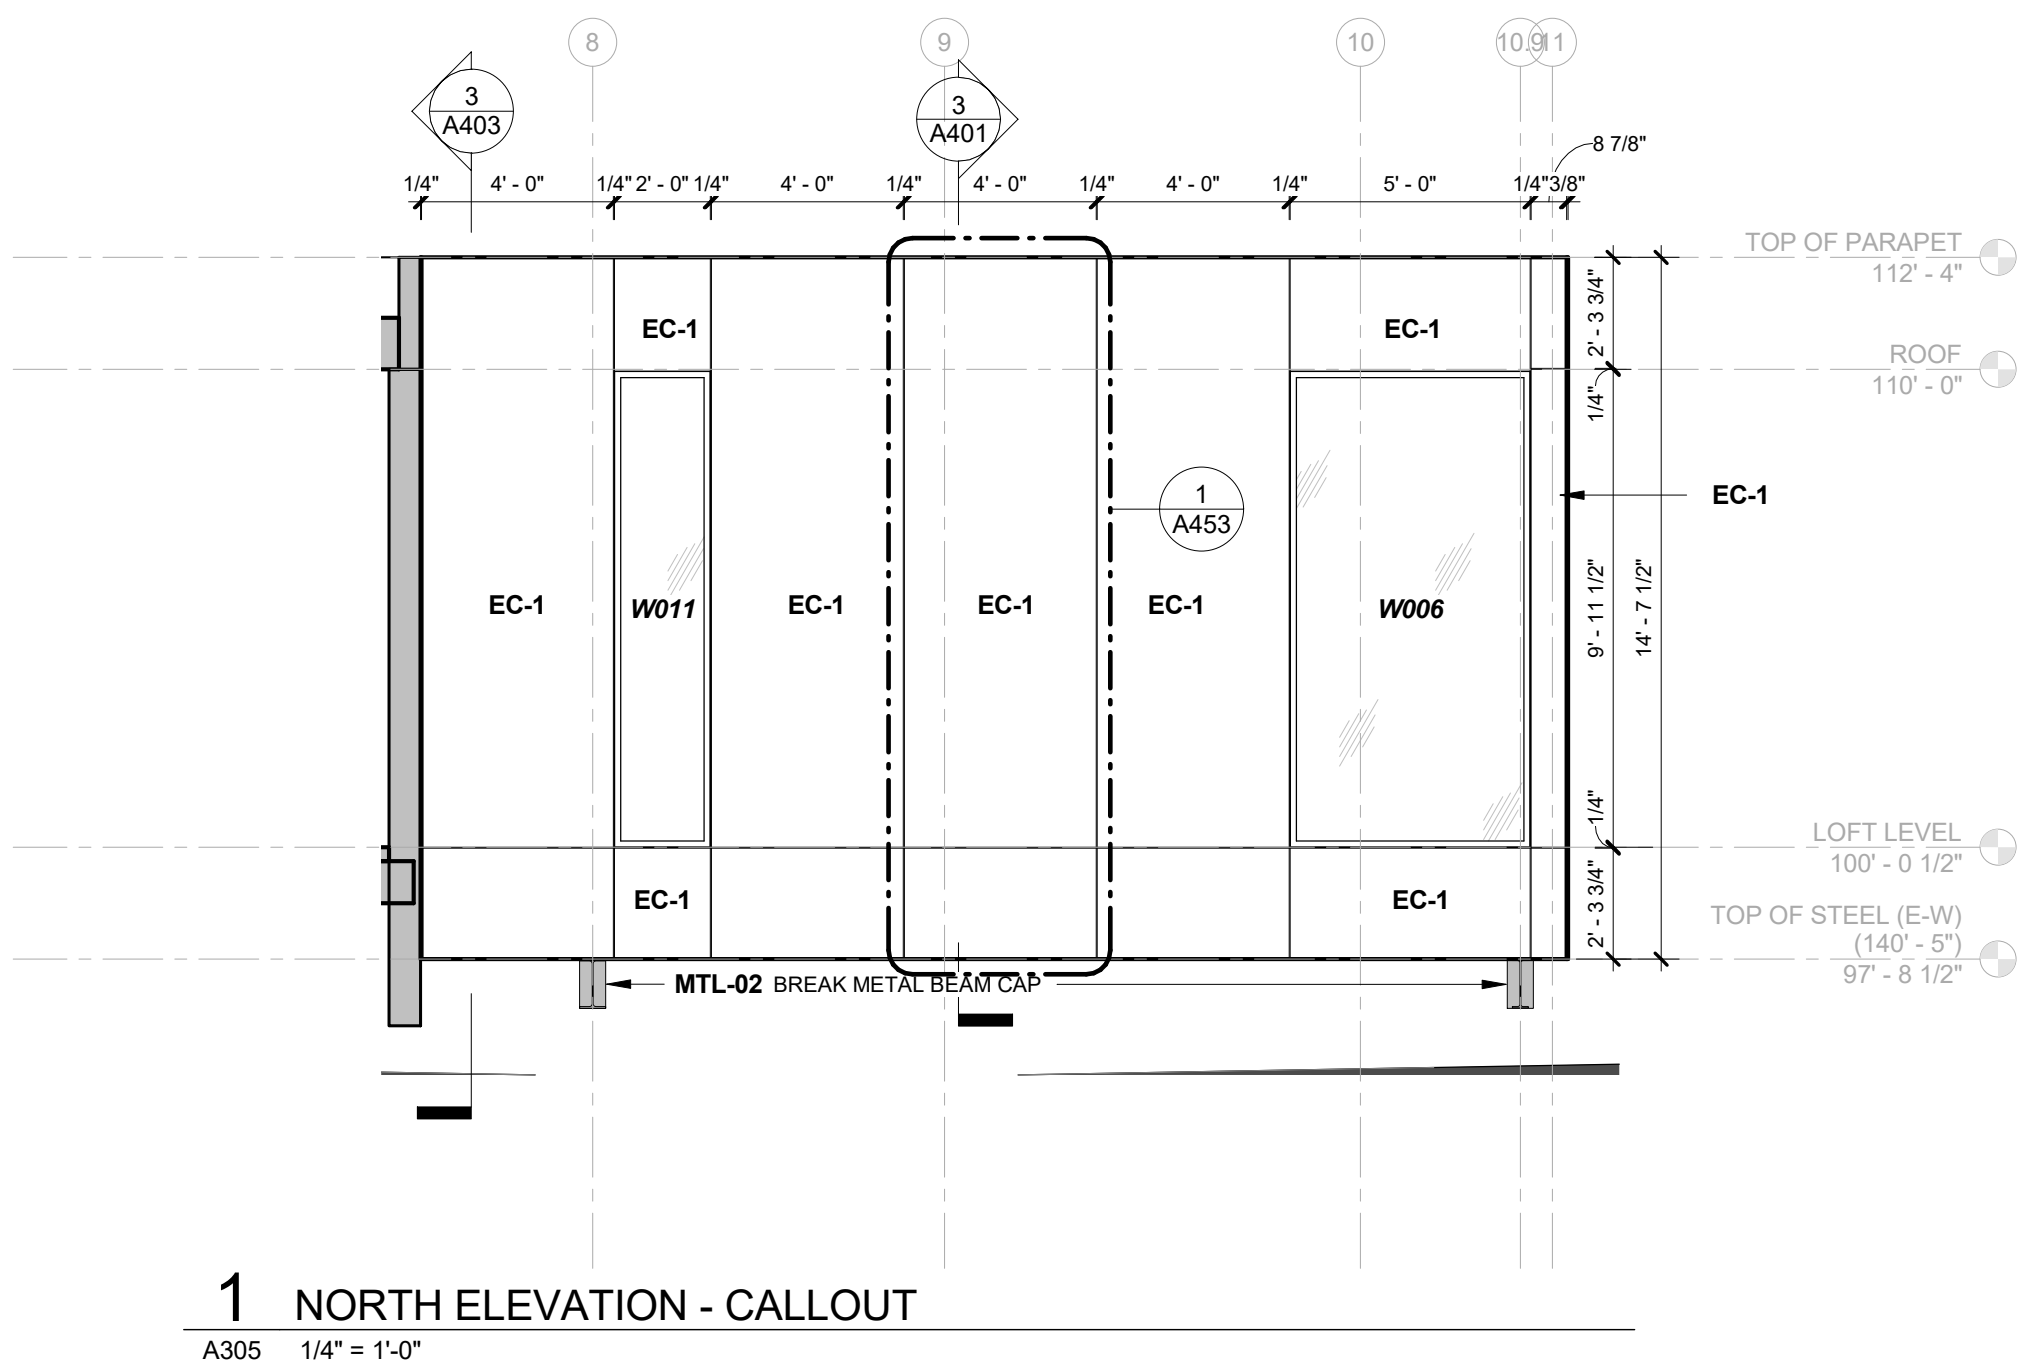 8
9
10
10.9
11
3
A403
3
A401
8 7/8"
1/4"
4' - 0"
1/4"
2' - 0"
1/4"
4' - 0"
1/4"
4' - 0"
1/4"
4' - 0"
1/4"
5' - 0"
1/4"
3/8"
TOP OF PARAPET
112' - 4"
2' - 3 3/4"
EC-1
EC-1
ROOF
110' - 0"
1/4"
1
A453
EC-1
EC-1
W011
EC-1
EC-1
EC-1
W006
9' - 11 1/2"
14' - 7 1/2"
1/4"
LOFT LEVEL
100' - 0 1/2"
EC-1
EC-1
2' - 3 3/4"
TOP OF STEEL (E-W)
(140' - 5")
97' - 8 1/2"
MTL-02 BREAK METAL BEAM CAP
1 NORTH ELEVATION - CALLOUT
A305 1/4" = 1'-0"